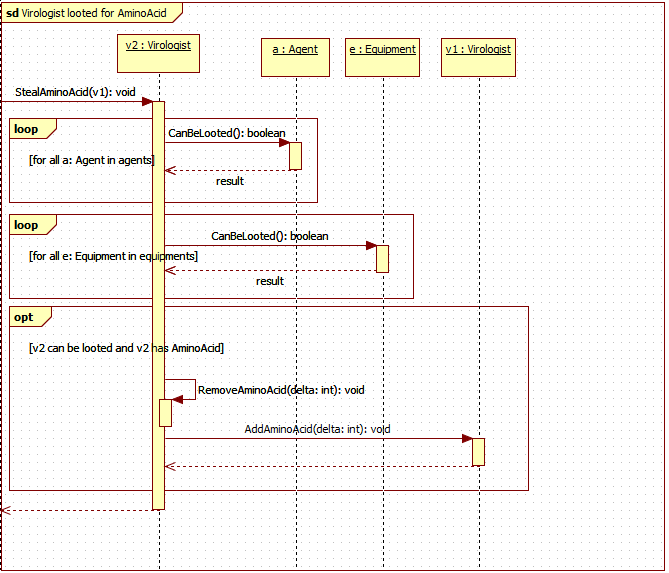 sd Virologist looted for AminoAcid
v2 : Virologist
a : Agent
e : Equipment
v1 : Virologist
StealAminoAcid(v1): void
loop
CanBeLooted(): boolean
[for all a: Agent in agents]
result
loop
CanBeLooted(): boolean
[for all e: Equipment in equipments]
result
opt
[v2 can be looted and v2 has AminoAcid]
RemoveAminoAcid(delta: int): void
AddAminoAcid(delta: int): void